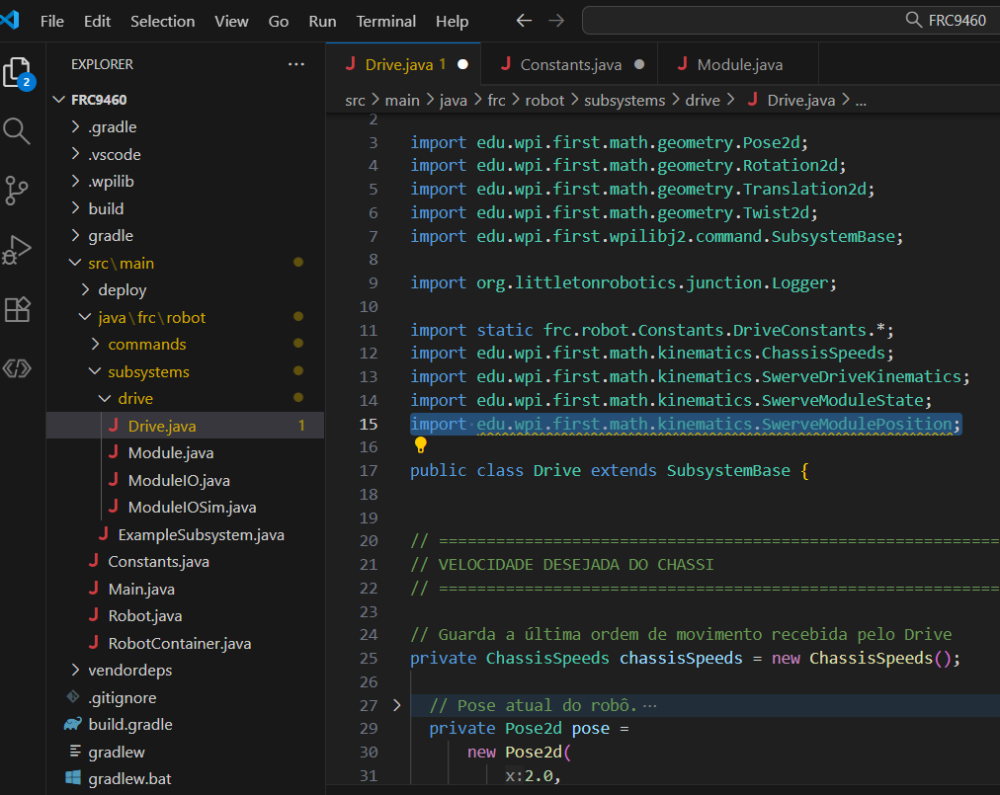 File Edit Selection View Go Run Terminal Help ← → FRC9460
2
EXPLORER ...
FRC9460
.gradle
.vscode
.wpilib
build
gradle
src\main
deploy
java\frc\robot
commands
subsystems
drive
J Drive.java 1
J Module.java
J ModuleIO.java
J ModuleIOSim.java
J ExampleSubsystem.java
J Constants.java
J Main.java
J Robot.java
J RobotContainer.java
vendordeps
.gitignore
build.gradle
gradlew
gradlew.bat
J Drive.java 1 ● J Constants.java ● J Module.java
src > main > java > frc > robot > subsystems > drive > J Drive.java > ...
2
3 import edu.wpi.first.math.geometry.Pose2d;
4 import edu.wpi.first.math.geometry.Rotation2d;
5 import edu.wpi.first.math.geometry.Translation2d;
6 import edu.wpi.first.math.geometry.Twist2d;
7 import edu.wpi.first.wpilibj2.command.SubsystemBase;
8
9 import org.littletonrobotics.junction.Logger;
10
11 import static frc.robot.Constants.DriveConstants.*;
12 import edu.wpi.first.math.kinematics.ChassisSpeeds;
13 import edu.wpi.first.math.kinematics.SwerveDriveKinematics;
14 import edu.wpi.first.math.kinematics.SwerveModuleState;
15 import edu.wpi.first.math.kinematics.SwerveModulePosition;
16
17 public class Drive extends SubsystemBase {
18
19
20 // ===========================================================
21 // VELOCIDADE DESEJADA DO CHASSI
22 // ===========================================================
23
24 // Guarda a última ordem de movimento recebida pelo Drive
25 private ChassisSpeeds chassisSpeeds = new ChassisSpeeds();
26
27 > // Pose atual do robô. ...
29 private Pose2d pose =
30 new Pose2d(
31 x:2.0,